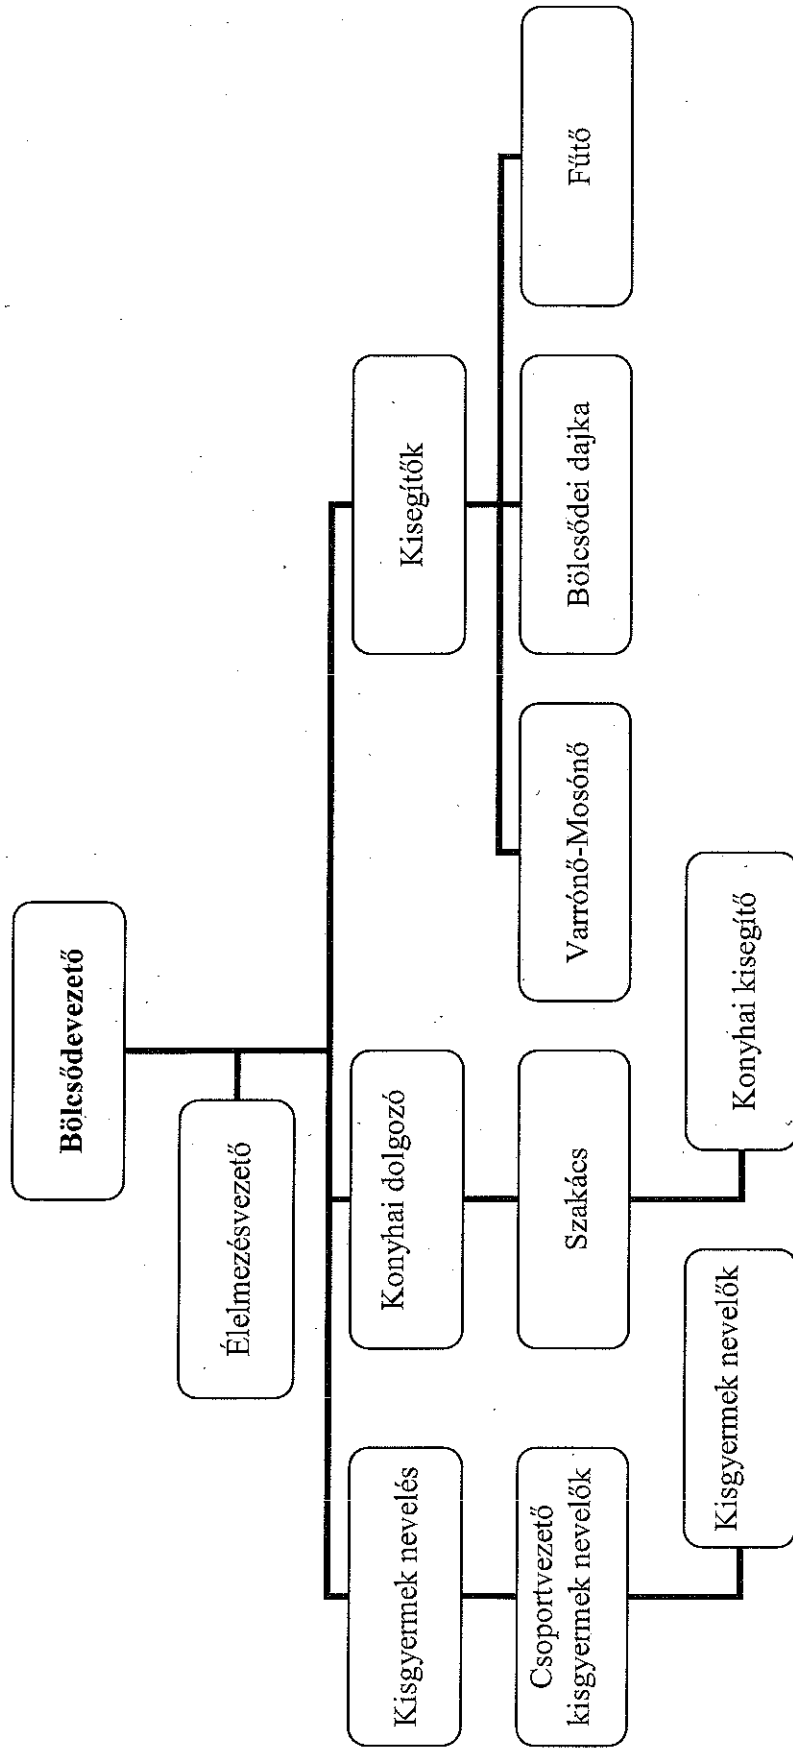 Bölcsődevezető
Élelmezésvezető
Kisgyermek nevelés
Konyhai dolgozó
Kisegítők
Csoportvezető
kisgyermek nevelők
Szakács
Varrónő-Mosónő
Bölcsődei dajka
Fűtő
Kisgyermek nevelők
Konyhai kisegítő